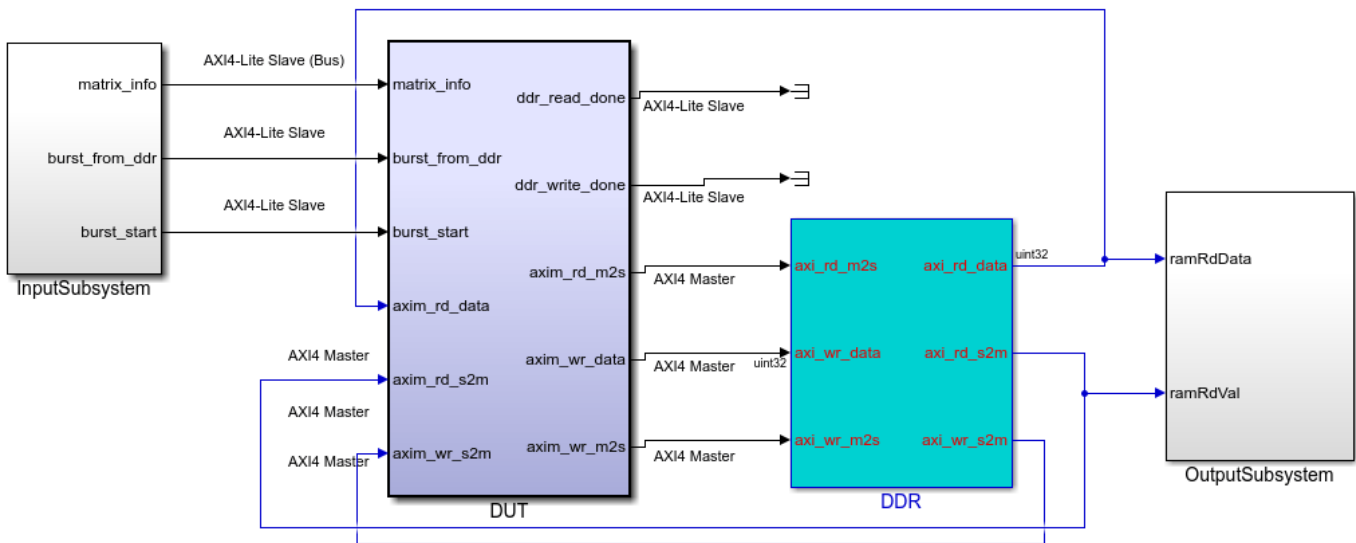 AXI4-Lite Slave (Bus)
matrix_info
matrix_info
ddr_read_done
AXI4-Lite Slave
AXI4-Lite Slave
burst_from_ddr
burst_from_ddr
ddr_write_done
AXI4-Lite Slave
AXI4-Lite Slave
burst_start
burst_start
InputSubsystem
axim_rd_m2s
AXI4 Master
axi_rd_m2s
axi_rd_data
uint32
ramRdData
axim_rd_data
AXI4 Master
axim_wr_data
AXI4 Master
uint32
axi_wr_data
axi_rd_s2m
axim_rd_s2m
ramRdVal
AXI4 Master
AXI4 Master
axim_wr_s2m
axim_wr_m2s
AXI4 Master
axi_wr_m2s
axi_wr_s2m
OutputSubsystem
DUT
DDR